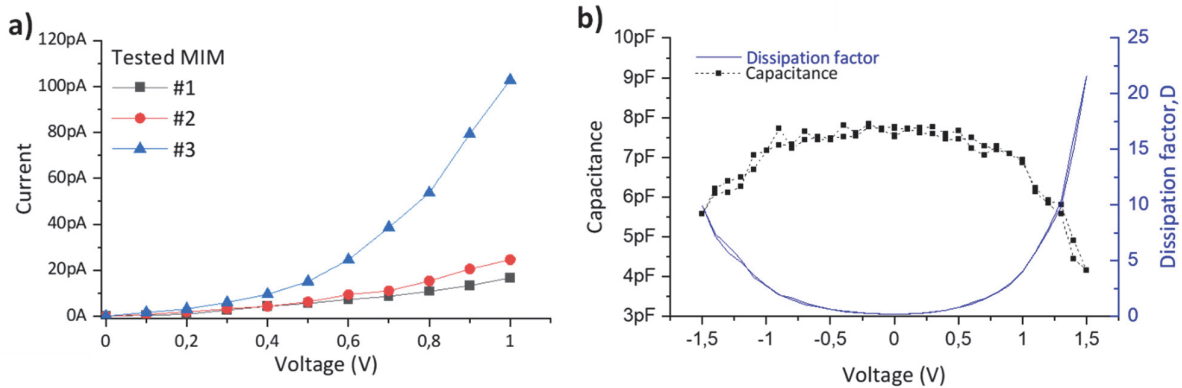 a)
120pA
100pA
80pA
60pA
40pA
20pA
0A
Current
Tested MIM
#1
#2
#3
0
0,2
0,4
0,6
0,8
1
Voltage (V)
b)
10pF
9pF
8pF
7pF
6pF
5pF
4pF
3pF
Capacitance
Dissipation factor
Capacitance
-1,5
-1
-0,5
0
0,5
1
1,5
Voltage (V)
25
20
15
10
5
0
Dissipation factor,D